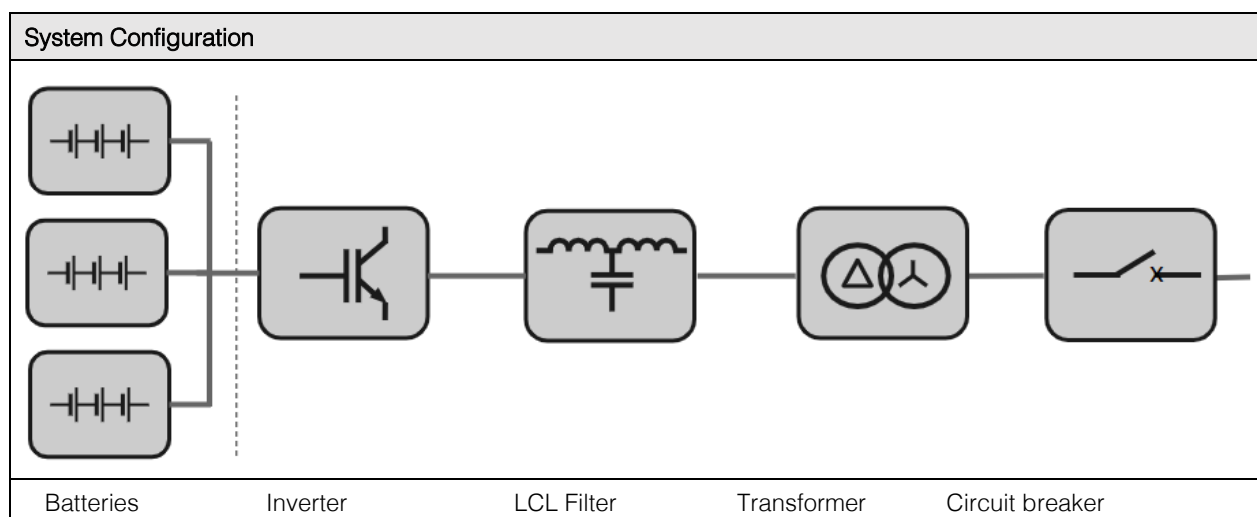 System Configuration
x
Batteries Inverter LCL Filter Transformer Circuit breaker